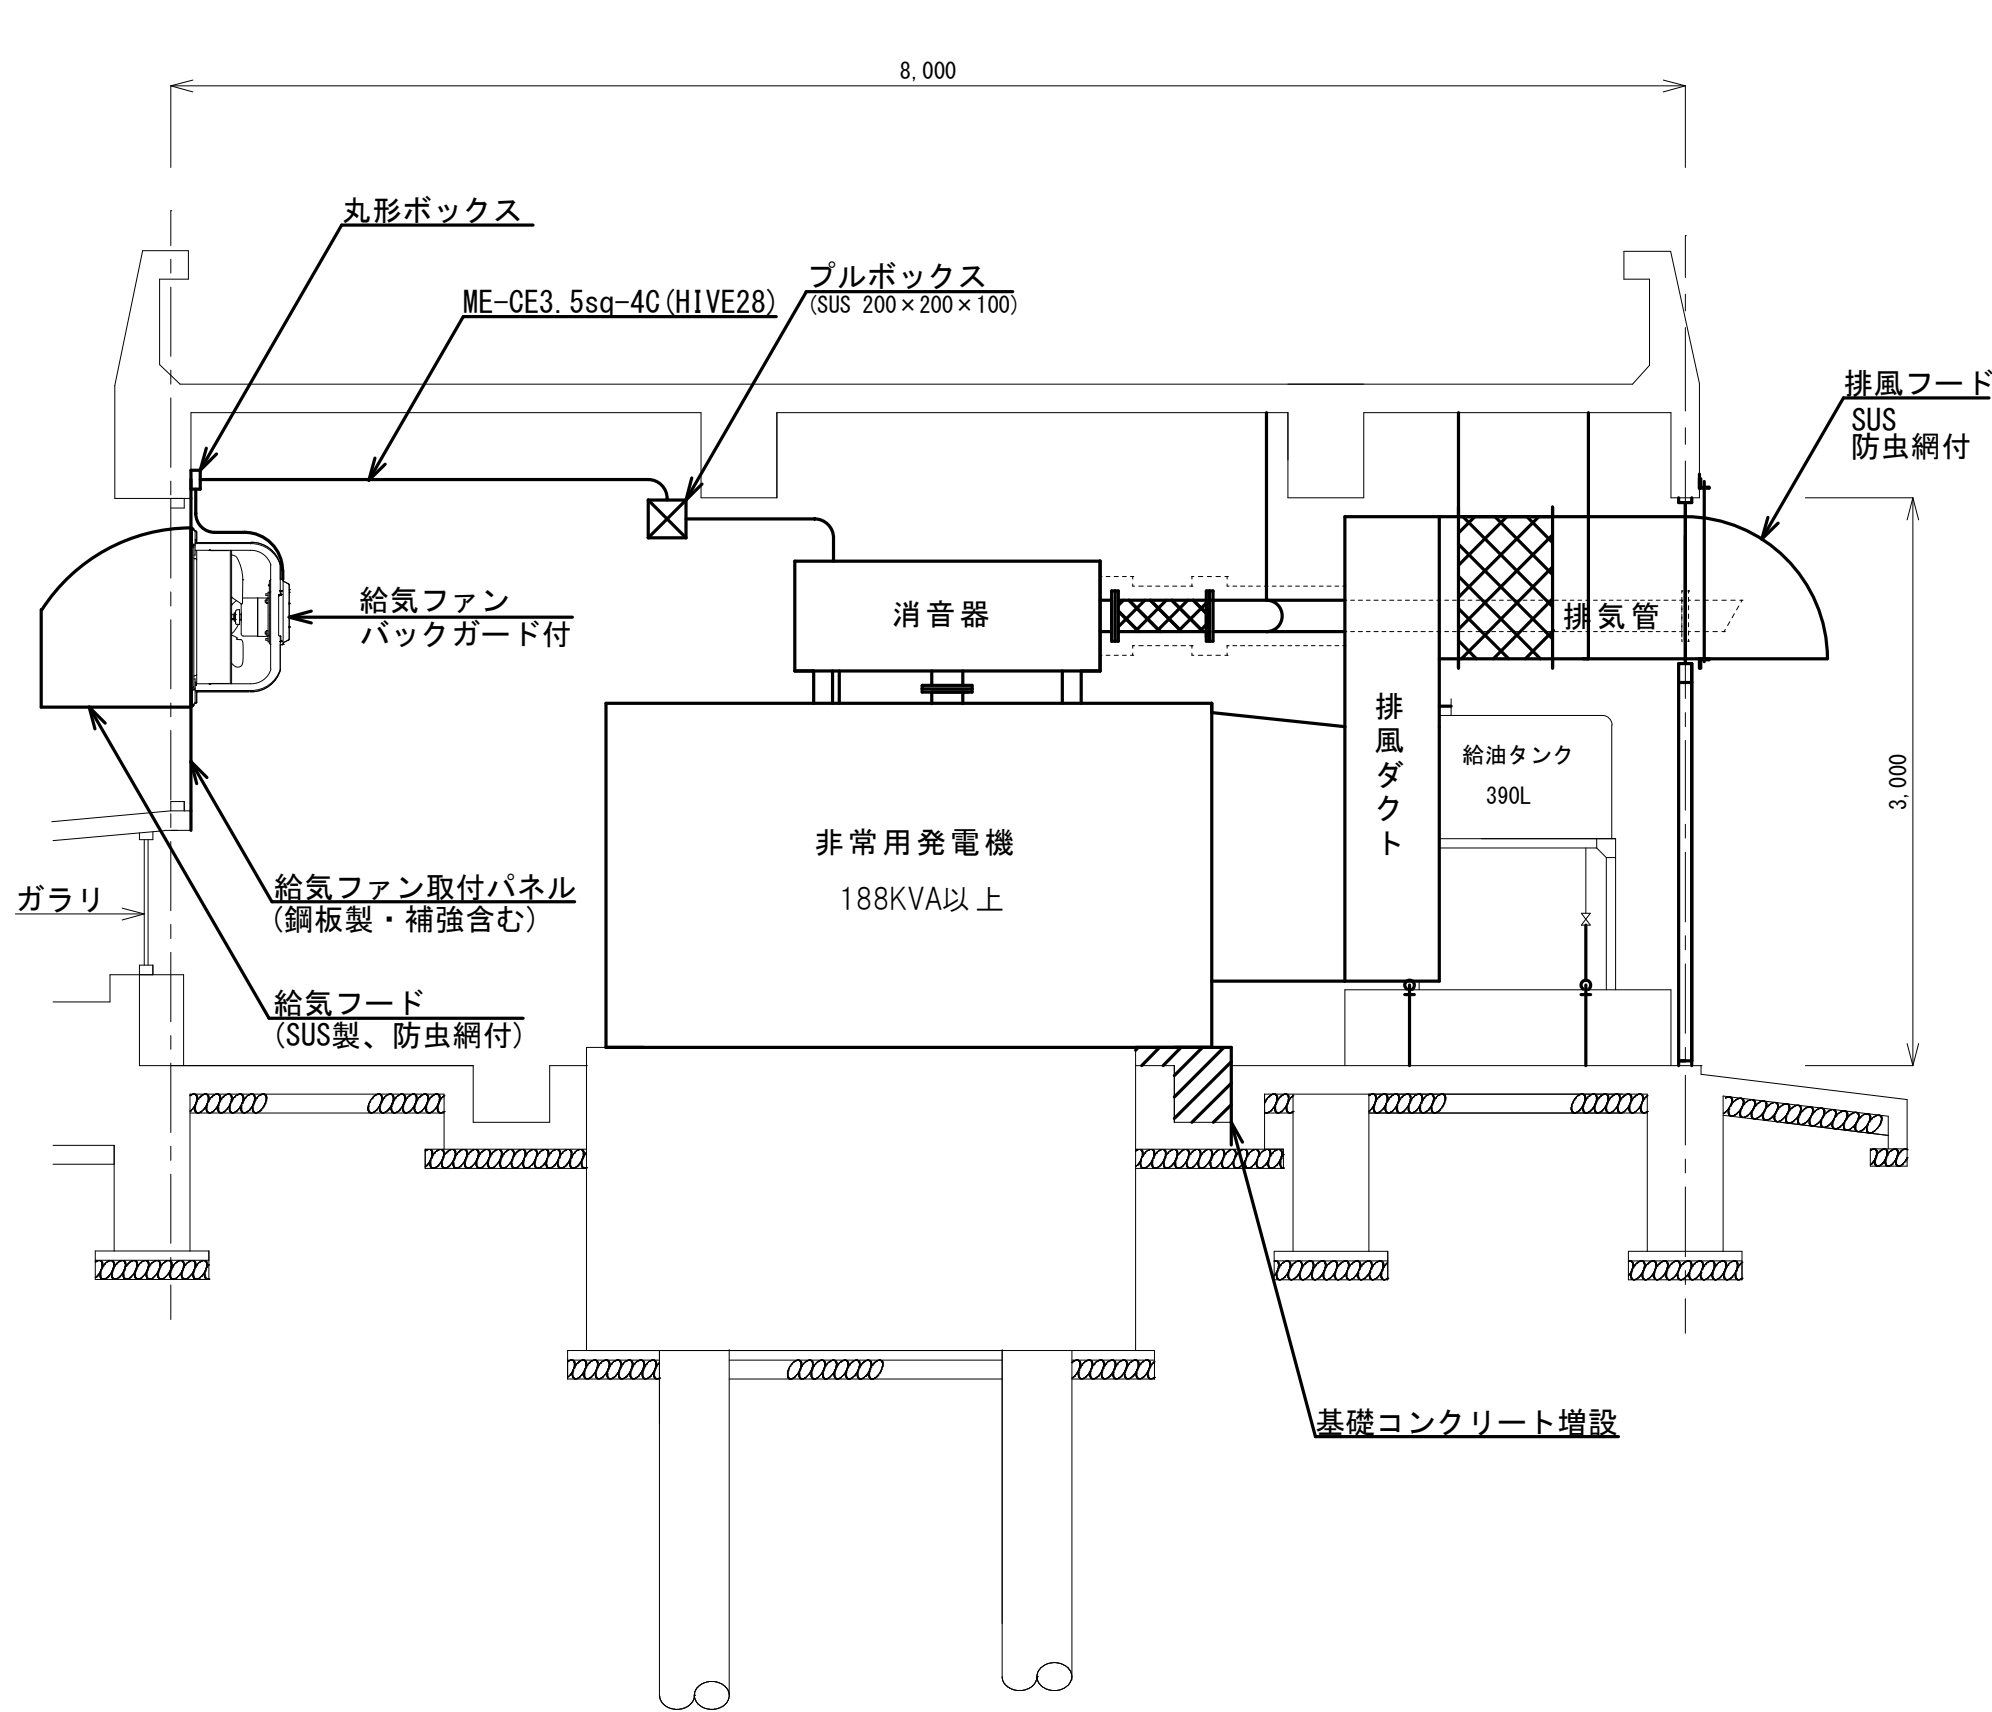 8,000
丸形ボックス
ME-CE3.5sq-4C(HIVE28)
プルボックス
(SUS 200×200×100)
排風フード
SUS
防虫網付
給気ファン
バックガード付
消音器
排気管
排風ダクト
給油タンク
390L
3,000
非常用発電機
188KVA以上
ガラリ
給気ファン取付パネル
(鋼板製・補強含む)
給気フード
(SUS製、防虫網付)
基礎コンクリート増設